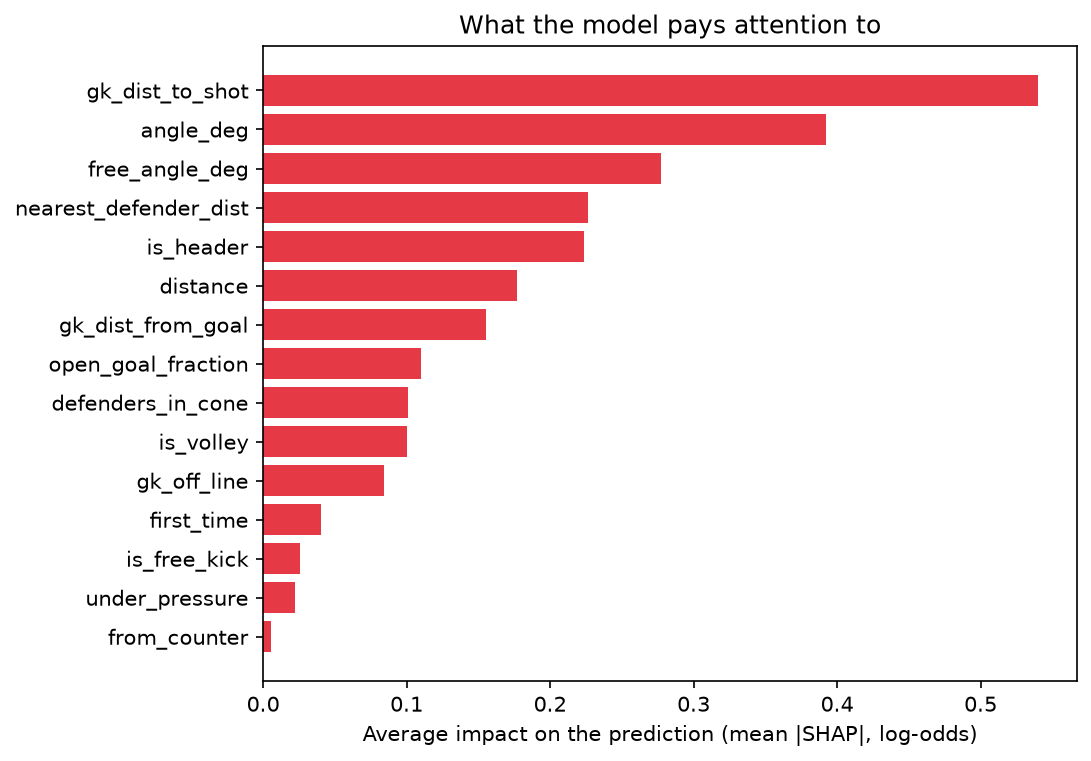 What the model pays attention to
gk_dist_to_shot
angle_deg
free_angle_deg
nearest_defender_dist
is_header
distance
gk_dist_from_goal
open_goal_fraction
defenders_in_cone
is_volley
gk_off_line
first_time
is_free_kick
under_pressure
from_counter
0.0 0.1 0.2 0.3 0.4 0.5
Average impact on the prediction (mean |SHAP|, log-odds)